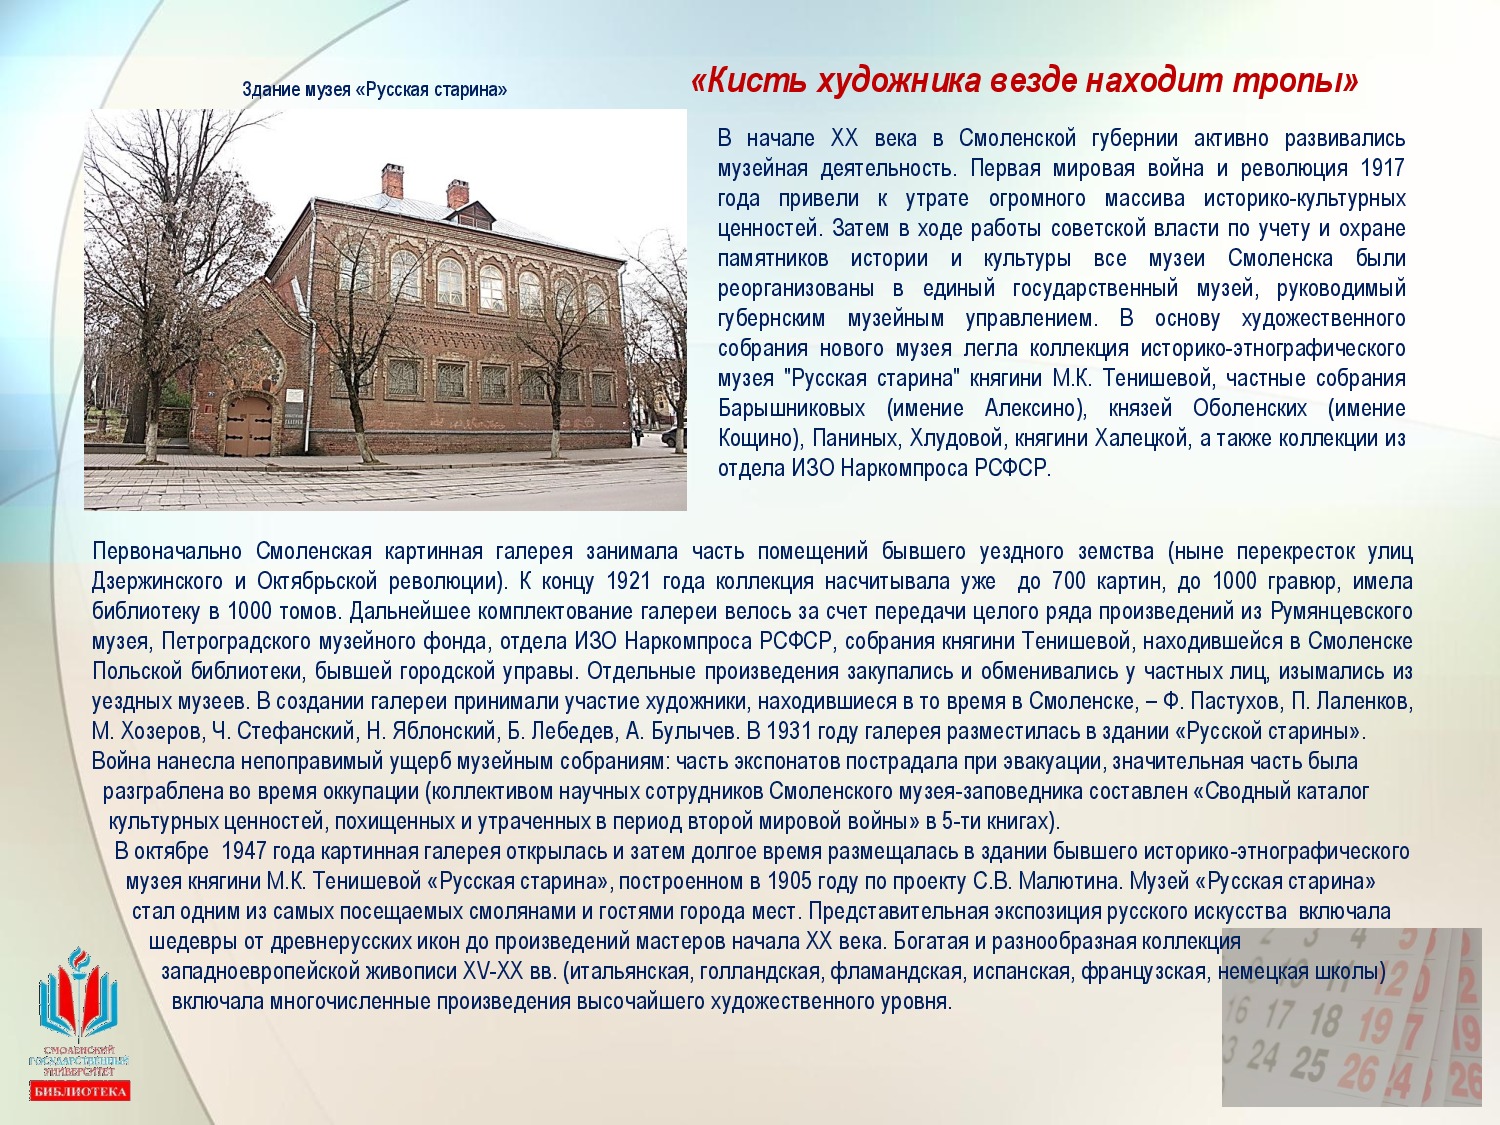 Здание музея «Русская старина»
«Кисть художника везде находит тропы»
В начале XX века в Смоленской губернии активно развивались
музейная деятельность. Первая мировая война и революция 1917
года привели к утрате огромного массива историко-культурных
ценностей. Затем в ходе работы советской власти по учету и охране
памятников истории и культуры все музеи Смоленска были
реорганизованы в единый государственный музей, руководимый
губернским музейным управлением. В основу художественного
собрания нового музея легла коллекция историко-этнографического
музея "Русская старина" княгини М.К. Тенишевой, частные собрания
Барышниковых (имение Алексино), князей Оболенских (имение
Кощино), Паниных, Хлудовой, княгини Халецкой, а также коллекции из
отдела ИЗО Наркомпроса РСФСР.
Первоначально Смоленская картинная галерея занимала часть помещений бывшего уездного земства (ныне перекресток улиц
Дзержинского и Октябрьской революции). К концу 1921 года коллекция насчитывала уже до 700 картин, до 1000 гравюр, имела
библиотеку в 1000 томов. Дальнейшее комплектование галереи велось за счет передачи целого ряда произведений из Румянцевского
музея, Петроградского музейного фонда, отдела ИЗО Наркомпроса РСФСР, собрания княгини Тенишевой, находившейся в Смоленске
Польской библиотеки, бывшей городской управы. Отдельные произведения закупались и обменивались у частных лиц, изымались из
уездных музеев. В создании галереи принимали участие художники, находившиеся в то время в Смоленске, – Ф. Пастухов, П. Лаленков,
М. Хозеров, Ч. Стефанский, Н. Яблонский, Б. Лебедев, А. Булычев. В 1931 году галерея разместилась в здании «Русской старины».
Война нанесла непоправимый ущерб музейным собраниям: часть экспонатов пострадала при эвакуации, значительная часть была
разграблена во время оккупации (коллективом научных сотрудников Смоленского музея-заповедника составлен «Сводный каталог
культурных ценностей, похищенных и утраченных в период второй мировой войны» в 5-ти книгах).
В октябре 1947 года картинная галерея открылась и затем долгое время размещалась в здании бывшего историко-этнографического
музея княгини М.К. Тенишевой «Русская старина», построенном в 1905 году по проекту С.В. Малютина. Музей «Русская старина»
стал одним из самых посещаемых смолянами и гостями города мест. Представительная экспозиция русского искусства включала
шедевры от древнерусских икон до произведений мастеров начала XX века. Богатая и разнообразная коллекция
западноевропейской живописи XV-XX вв. (итальянская, голландская, фламандская, испанская, французская, немецкая школы)
включала многочисленные произведения высочайшего художественного уровня.
СМОЛЕНСКИЙ
ГОСУДАРСТВЕННЫЙ
УНИВЕРСИТЕТ
БИБЛИОТЕКА
2 3 4 5
9 10 11 12
16 17 18 19
24 25 26